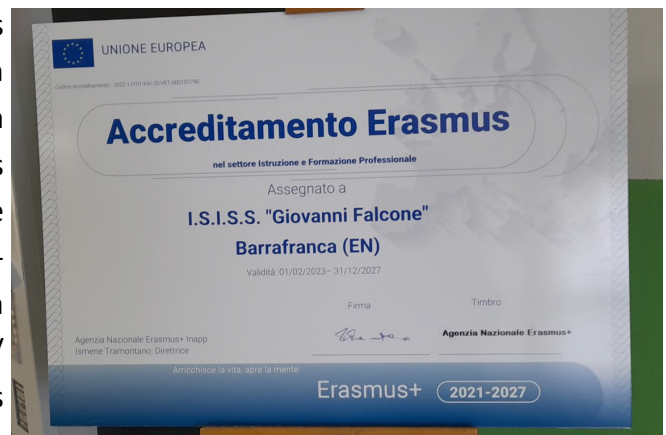 UNIONE EUROPEA
Accreditamento Erasmus
nel settore Istruzione e Formazione Professionale
Assegnato a
I.S.I.S.S. "Giovanni Falcone"
Barrafranca (EN)
Validità: 01/02/2023– 31/12/2027
Firma
Timbro
Agenzia Nazionale Erasmus+ Inapp
Ismene Tramontano, Direttrice
Agenzia Nazionale Erasmus+
Arricchisce la vita, apre la mente.
Erasmus+ 2021-2027